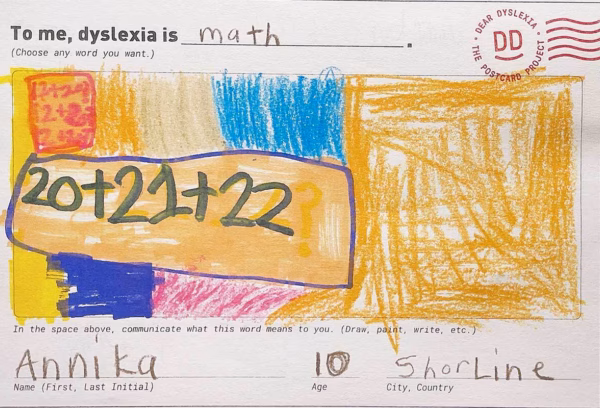 To me, dyslexia is math.
(Choose any word you want.)
DEAR DYSLEXIA
DD
THE POSTCARD PROJECT
20+21+22?
In the space above, communicate what this word means to you. (Draw, paint, write, etc.)
Annika 10 ShorLine
Name (First, Last Initial) Age City, Country